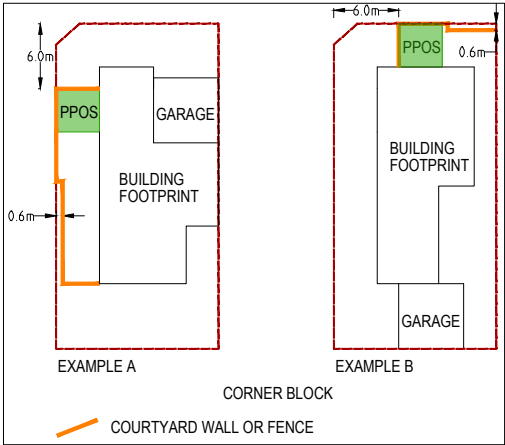 6.0m
6.0m
PPOS
0.6m
PPOS
GARAGE
BUILDING
FOOTPRINT
BUILDING
FOOTPRINT
0.6m
GARAGE
EXAMPLE A
EXAMPLE B
CORNER BLOCK
COURTYARD WALL OR FENCE